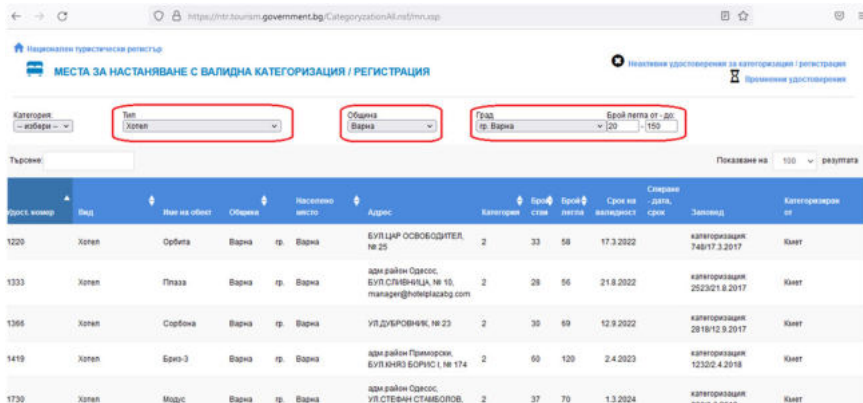 https://ntr.tourism.government.bg/CategoryzationAll.nsf/mn.xsp
Национален туристически регистър
МЕСТА ЗА НАСТАНЯВАНЕ С ВАЛИДНА КАТЕГОРИЗАЦИЯ / РЕГИСТРАЦИЯ
Неактивни удостоверения за категоризация / регистрация
Временни удостоверения
Категория: Тип Община Град Брой легла от - до:
-- избери -- Хотел Варна гр. Варна 20 - 150
Търсене: Показване на 100 резултата
Удост. номер Вид Име на обект Община Населено място Адрес Категория Брой стаи Брой легла Срок на валидност Спиране - дата, срок Заповед Категоризиран от
1220 Хотел Орбита Варна гр. Варна БУЛ.ЦАР ОСВОБОДИТЕЛ, № 25 2 33 58 17.3.2022 категоризация: 748/17.3.2017 Кмет
1333 Хотел Плаза Варна гр. Варна адм.район Одесос, БУЛ.СЛИВНИЦА, № 10, manager@hotelplazabg.com 2 28 56 21.8.2022 категоризация: 2523/21.8.2017 Кмет
1366 Хотел Сорбона Варна гр. Варна УЛ.ДУБРОВНИК, № 23 2 30 69 12.9.2022 категоризация: 2818/12.9.2017 Кмет
1419 Хотел Бриз-3 Варна гр. Варна адм.район Приморски, БУЛ.КНЯЗ БОРИС I, № 174 2 60 120 2.4.2023 категоризация: 1232/2.4.2018 Кмет
1730 Хотел Модус Варна гр. Варна адм.район Одесос, УЛ.СТЕФАН СТАМБОЛОВ, 2 37 70 1.3.2024 категоризация: Кмет